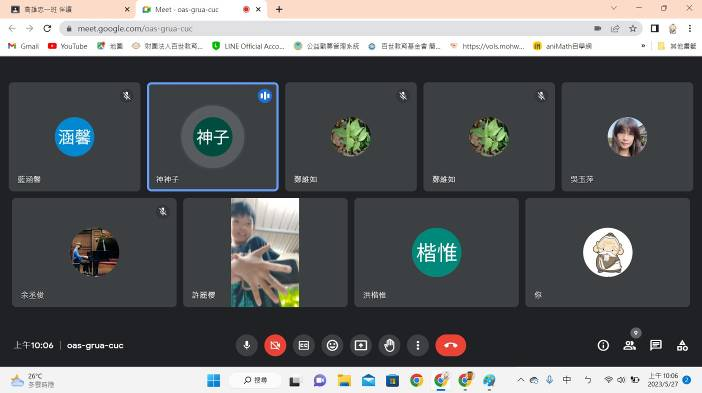 Meet - oas-grua-cuc
meet.google.com/oas-grua-cuc
Gmail
YouTube
地圖
財團法人百世教育...
LINE Official Acco...
公益勸募管理系統
百世教育基金會 關...
https://vols.mohw...
aniMath自學網
»
其他書籤
涵馨
藍涵馨
神子
神神子
鄭維如
鄭維如
吳玉萍
余丞俊
許麗櫻
楷惟
洪楷惟
你
上午10:06 | oas-grua-cuc
9
26°C
多雲時陰
搜尋
中
ㄅ
上午 10:06
2023/5/27
2